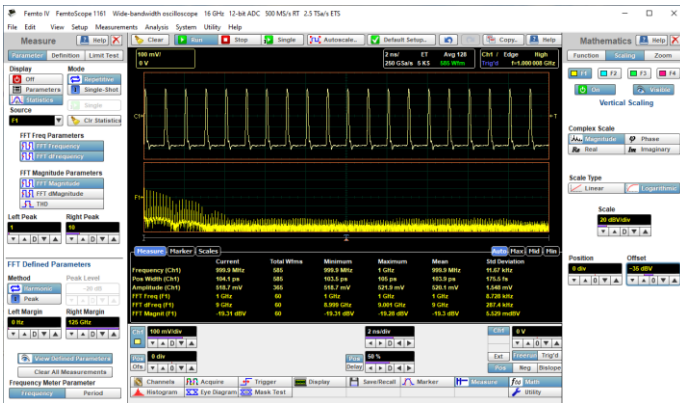 Femto IV FemtoScope 1161 Wide-bandwidth oscilloscope 16 GHz 12-bit ADC 500 MS/s RT 2.5 TSa/s ETS
File Edit View Setup Measurements Analysis System Utility Help
Measure Help X
Clear Run Stop Single Autoscale.. Default Setup.. Copy.. Help
Mathematics Help X
Parameter Definition Limit Test
Function Scaling Zoom
Display Mode
Off Repetitive
Parameters Single-Shot
Statistics Single
Source
F1 Clr Statistics
FFT Freq Parameters
FFT Frequency
FFT dFrequency
FFT Magnitude Parameters
FFT Magnitude
FFT dMagnitude
THD
Left Peak Right Peak
1 10
FFT Defined Parameters
Method Peak Level
Harmonic -20 dB
Peak
Left Margin Right Margin
0 Hz 125 GHz
View Defined Parameters
Clear All Measurements
Frequency Meter Parameter
Frequency Period
100 mV/
0 V
2 ns/ ET Avg 128
250 GSa/s 5 KS 585 Wfm
Ch1 / Edge High
Trig'd f=1.000 008 GHz
Ch1
T
F1
Measure Marker Scales Auto Max Mid Min
Current Total Wfms Minimum Maximum Mean Std Deviation
Frequency (Ch1) 999.9 MHz 585 999.9 MHz 1 GHz 999.9 MHz 11.67 kHz
Pos Width (Ch1) 104.1 ps 585 103.5 ps 105 ps 103.9 ps 175.5 fs
Amplitude (Ch1) 518.7 mV 365 518.7 mV 521.9 mV 520.1 mV 1.548 mV
FFT Freq (F1) 1 GHz 60 1 GHz 1 GHz 1 GHz 8.728 kHz
FFT dFreq (F1) 9 GHz 60 8.999 GHz 9.001 GHz 9 GHz 287.4 kHz
FFT Magnit (F1) -19.31 dBV 60 -19.31 dBV -19.28 dBV -19.3 dBV 5.529 mdBV
Ch1 100 mV/div 2 ns/div Ch1 0 V
Pos 0 div Pos 50 % Ext Freerun Trig'd
Ofs Delay Pos Neg Bislope
Channels Acquire Trigger Display Save/Recall Marker Measure Math
Histogram Eye Diagram Mask Test Utility
F1 F2 F3 F4
On Visible
Vertical Scaling
Complex Scale
Magnitude Phase
Re Real Im Imaginary
Scale Type
Linear Logarithmic
Scale
20 dBV/div
Position Offset
0 div -35 dBV